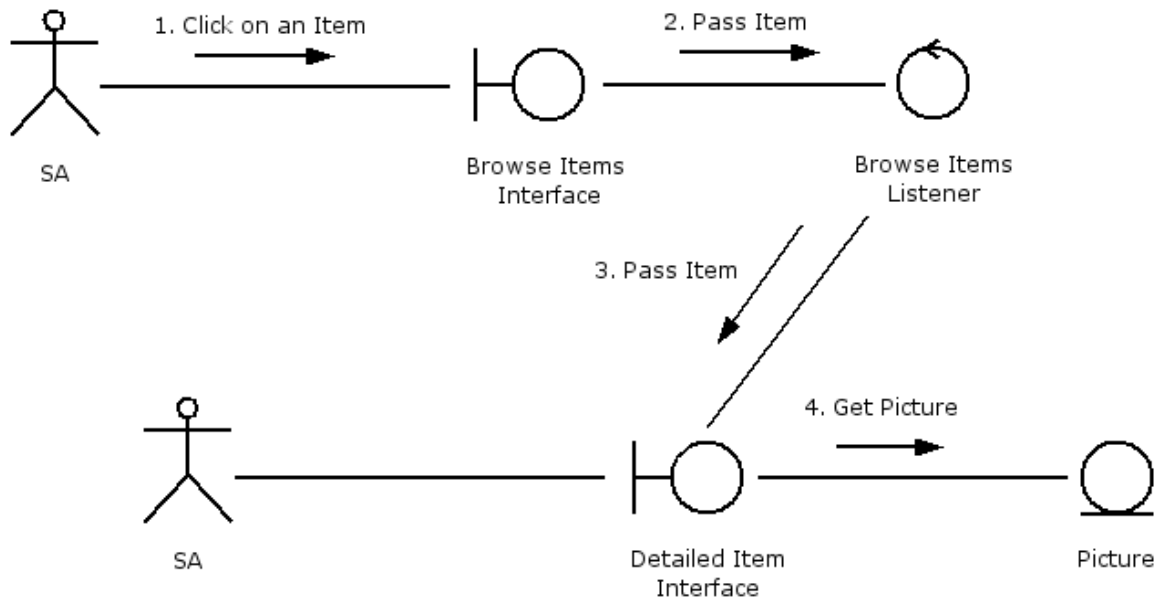 1. Click on an Item
2. Pass Item
SA
Browse Items
Interface
Browse Items
Listener
3. Pass Item
4. Get Picture
SA
Detailed Item
Interface
Picture